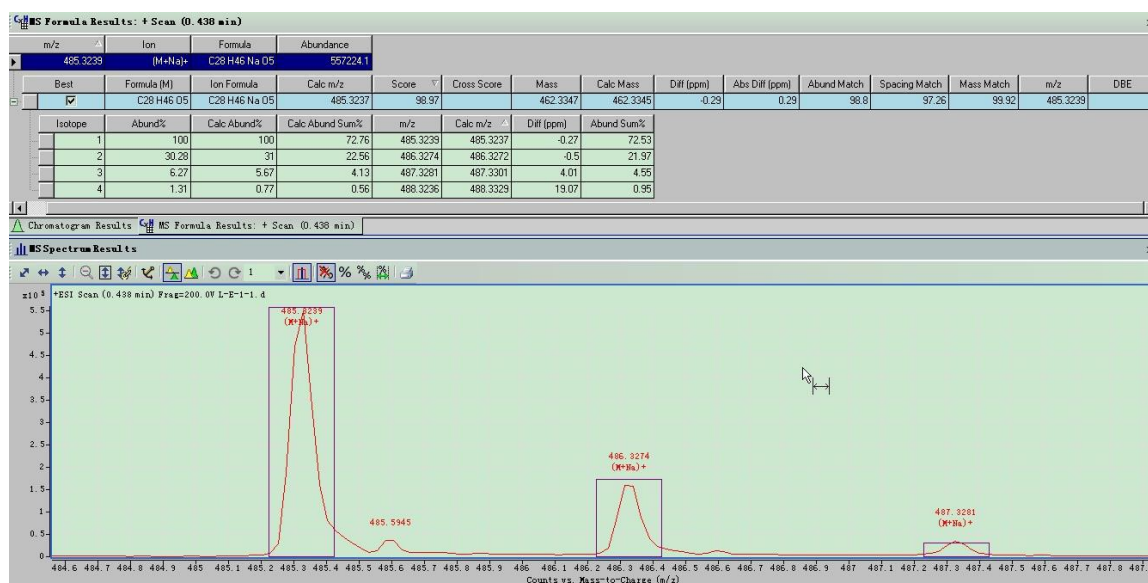 MS Formula Results: + Scan (0.438 min)
m/z Ion Formula Abundance
485.3239 (M+Na)+ C28 H46 Na O5 557224.1
Best Formula (M) Ion Formula Calc m/z Score Cross Score Mass Calc Mass Diff (ppm) Abs Diff (ppm) Abund Match Spacing Match Mass Match m/z DBE
C28 H46 O5 C28 H46 Na O5 485.3237 98.97 462.3347 462.3345 -0.29 0.29 98.8 97.26 99.92 485.3239
Isotope Abund% Calc Abund% Calc Abund Sum% m/z Calc m/z Diff (ppm) Abund Sum%
1 100 100 72.76 485.3239 485.3237 -0.27 72.53
2 30.28 31 22.56 486.3274 486.3272 -0.5 21.97
3 6.27 5.67 4.13 487.3281 487.3301 4.01 4.55
4 1.31 0.77 0.56 488.3236 488.3329 19.07 0.95
Chromatogram Results MS Formula Results: + Scan (0.438 min)
MS Spectrum Results
1 % %
x10 5 +ESI Scan (0.438 min) Frag=200.0V L-E-1-1.d
5.5
5
4.5
4
3.5
3
2.5
2
1.5
1
0.5
0
485.3239
(M+Na)+
485.5945
486.3274
(M+Na)+
487.3281
(M+Na)+
484.6 484.7 484.8 484.9 485 485.1 485.2 485.3 485.4 485.5 485.6 485.7 485.8 485.9 486 486.1 486.2 486.3 486.4 486.5 486.6 486.7 486.8 486.9 487 487.1 487.2 487.3 487.4 487.5 487.6 487.7 487.8 487
Counts vs. Mass-to-Charge (m/z)